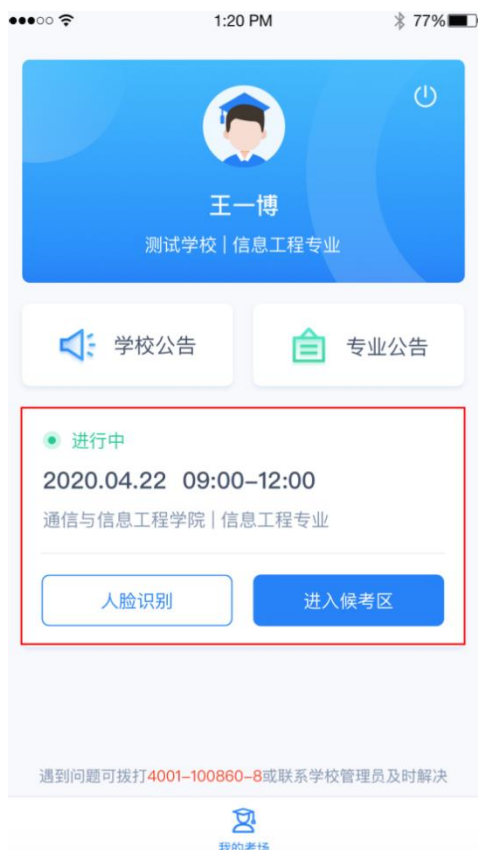 1:20 PM 77%
王一博
测试学校 | 信息工程专业
学校公告 专业公告
进行中
2020.04.22 09:00–12:00
通信与信息工程学院 | 信息工程专业
人脸识别 进入候考区
遇到问题可拨打4001–100860–8或联系学校管理员及时解决
我的考场